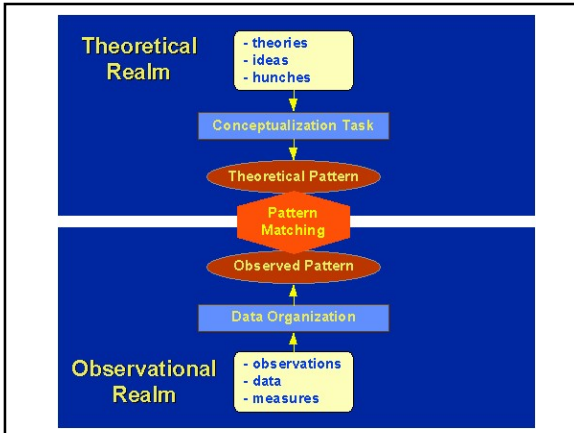 Theoretical
Realm
- theories
- ideas
- hunches
Conceptualization Task
Theoretical Pattern
Pattern
Matching
Observed Pattern
Data Organization
Observational
Realm
- observations
- data
- measures